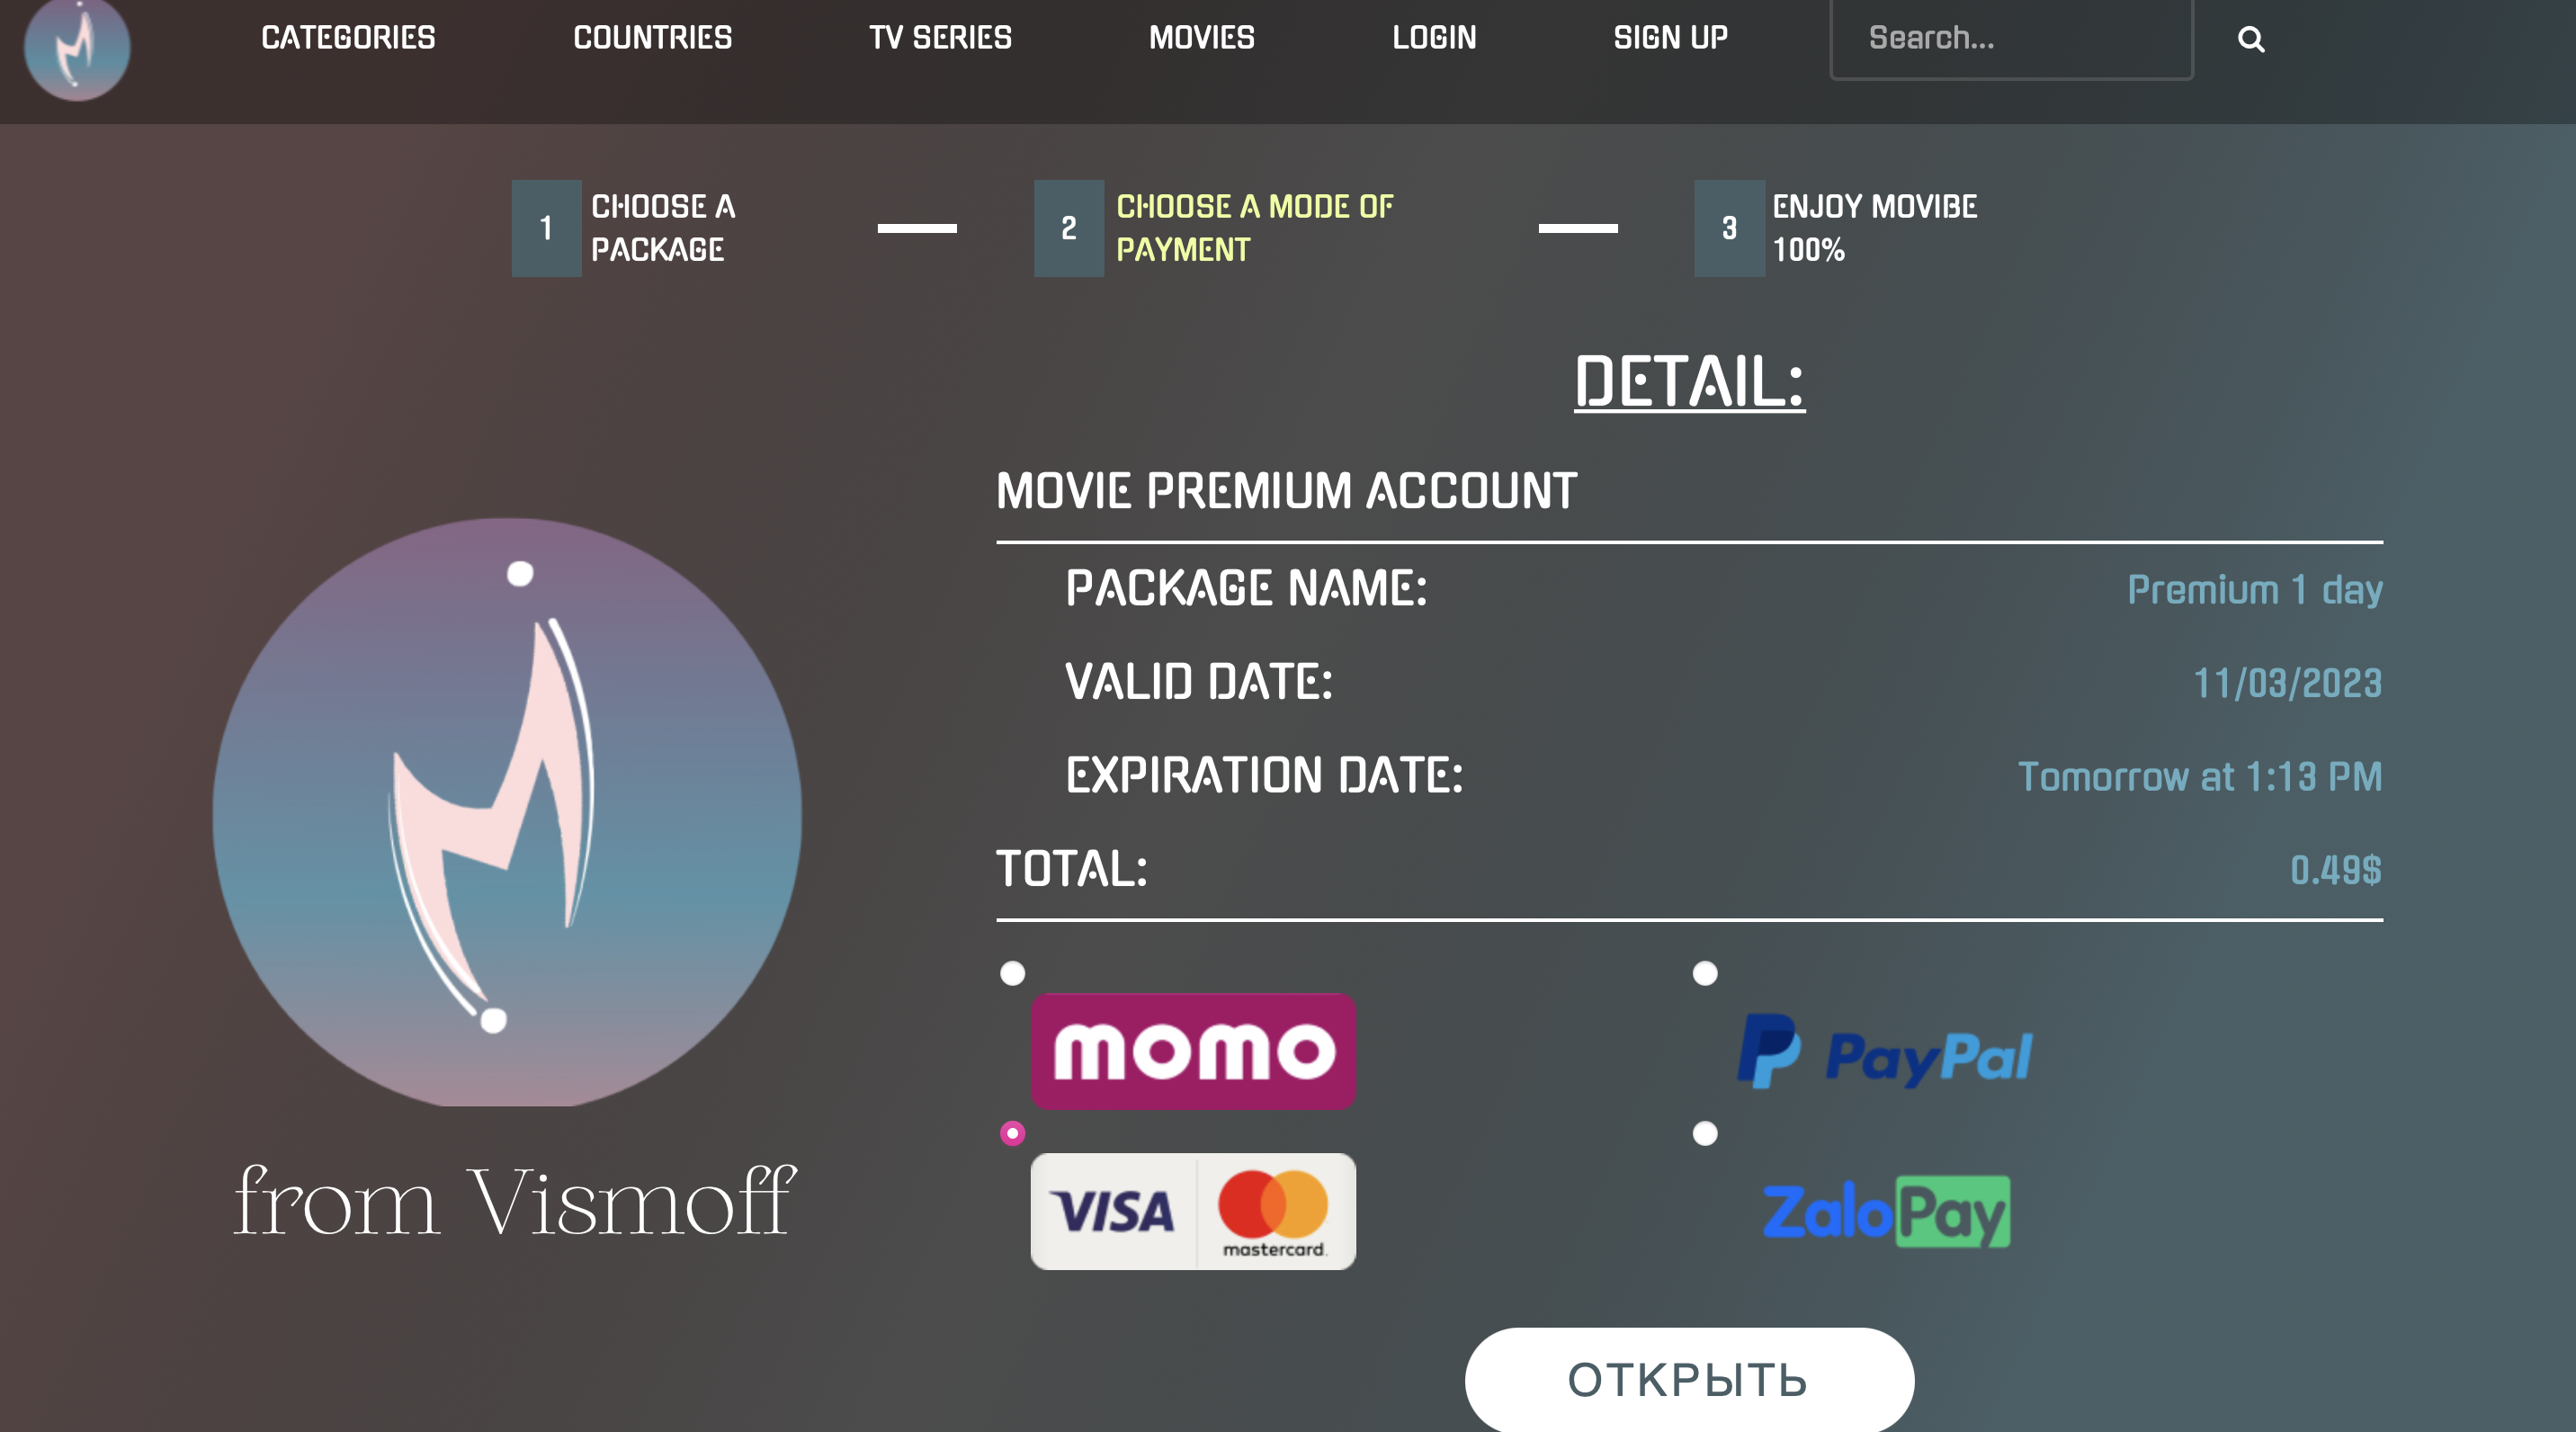 CATEGORIES COUNTRIES TV SERIES MOVIES LOGIN SIGN UP Search...
1 CHOOSE A
PACKAGE
2 CHOOSE A MODE OF
PAYMENT
3 ENJOY MOVIBE
100%
DETAIL:
MOVIE PREMIUM ACCOUNT
PACKAGE NAME: Premium 1 day
VALID DATE: 11/03/2023
EXPIRATION DATE: Tomorrow at 1:13 PM
TOTAL: 0.49$
momo
PayPal
VISA mastercard.
ZaloPay
from Vismoff
ОТКРЫТЬ